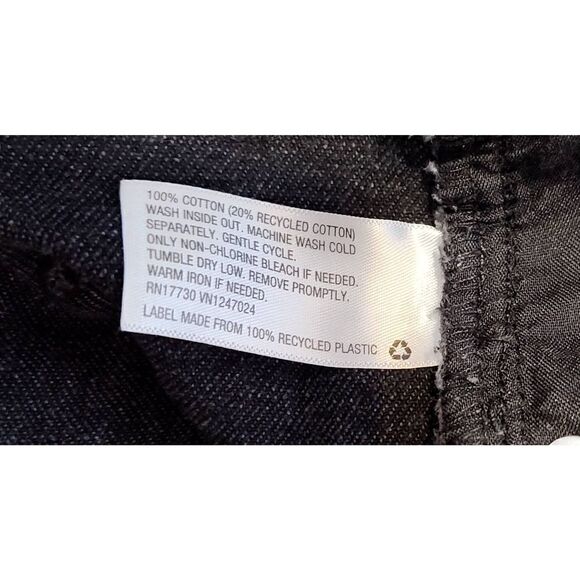 100% COTTON (20% RECYCLED COTTON)
WASH INSIDE OUT. MACHINE WASH COLD
SEPARATELY. GENTLE CYCLE.
ONLY NON-CHLORINE BLEACH IF NEEDED.
TUMBLE DRY LOW. REMOVE PROMPTLY.
WARM IRON IF NEEDED.
RN17730 VN1247024
LABEL MADE FROM 100% RECYCLED PLASTIC